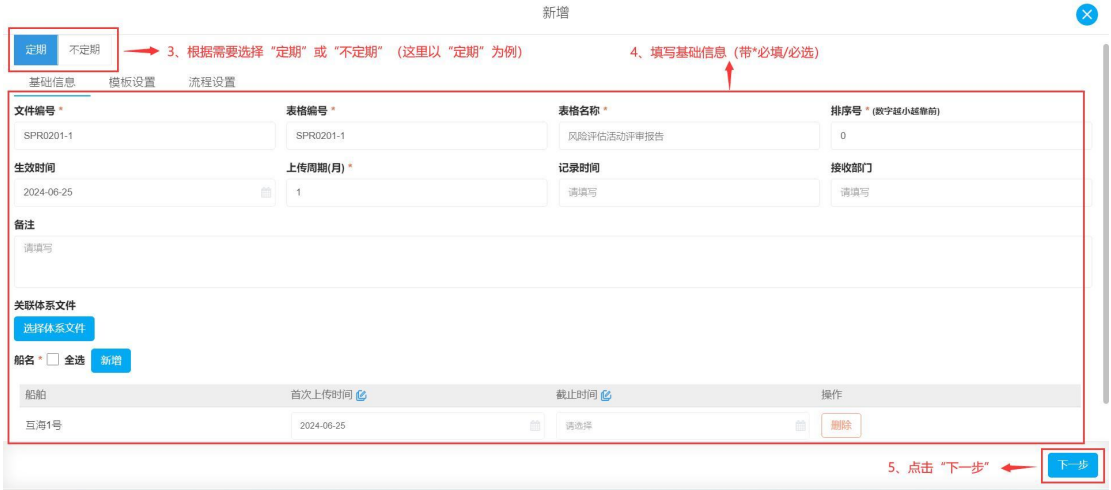 新增
定期 不定期 3、根据需要选择“定期”或“不定期”（这里以“定期”为例） 4、填写基础信息（带*必填/必选）
基础信息 模板设置 流程设置
文件编号 * 表格编号 * 表格名称 * 排序号 * (数字越小越靠前)
SPR0201-1 SPR0201-1 风险评估活动评审报告 0
生效时间 上传周期(月) * 记录时间 接收部门
2024-06-25 1 请填写 请填写
备注
请填写
关联体系文件
选择体系文件
船名 * 全选 新增
船舶 首次上传时间 截止时间 操作
互海1号 2024-06-25 请选择 删除
5、点击“下一步” 下一步